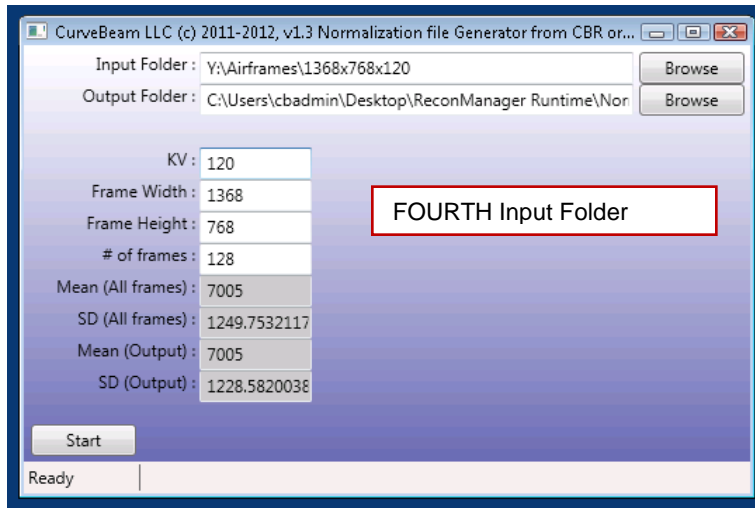 CurveBeam LLC (c) 2011-2012, v1.3 Normalization file Generator from CBR or...
Input Folder : Y:\Airframes\1368x768x120 Browse
Output Folder : C:\Users\cbadmin\Desktop\ReconManager Runtime\Nori Browse
KV : 120
Frame Width : 1368
Frame Height : 768
FOURTH Input Folder
# of frames : 128
Mean (All frames) : 7005
SD (All frames) : 1249.7532117
Mean (Output) : 7005
SD (Output) : 1228.5820038
Start
Ready